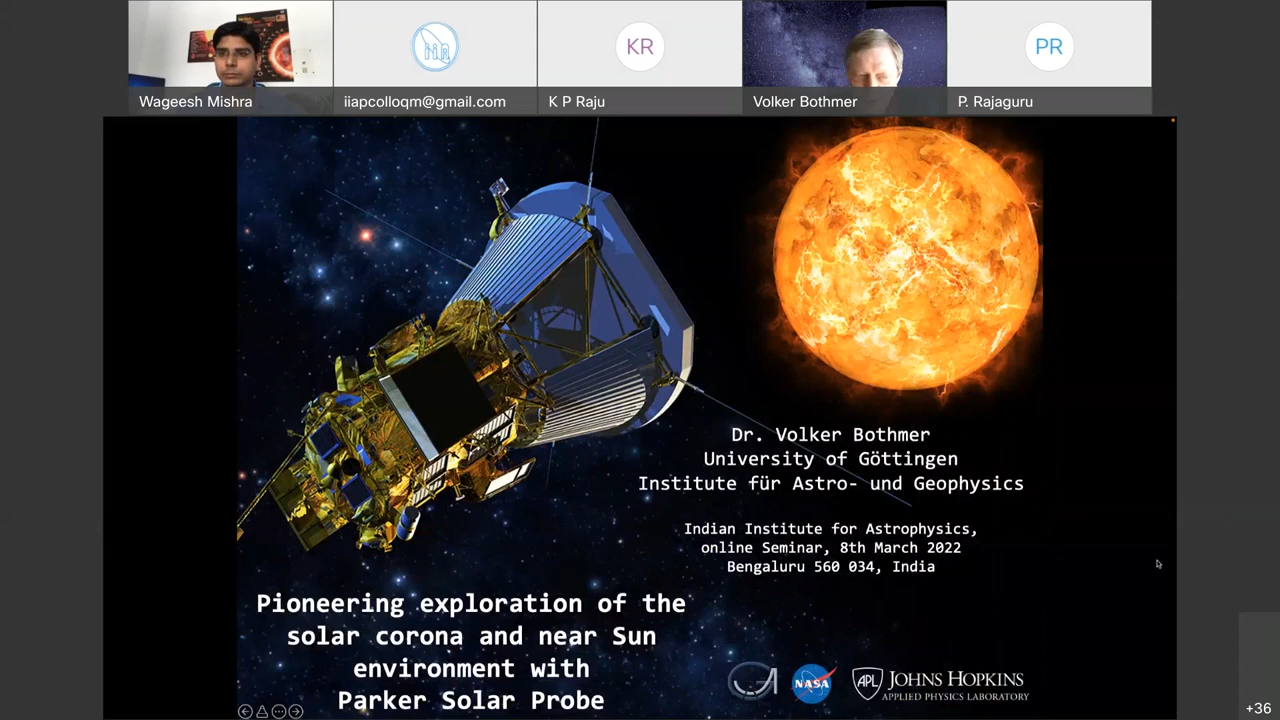 KR
PR
Wageesh Mishra
iiapcolloqm@gmail.com
K P Raju
Volker Bothmer
P. Rajaguru
Dr. Volker Bothmer
University of Göttingen
Institute für Astro- und Geophysics
Indian Institute for Astrophysics,
online Seminar, 8th March 2022
Bengaluru 560 034, India
Pioneering exploration of the
solar corona and near Sun
environment with
Parker Solar Probe
NASA
APL
JOHNS HOPKINS
APPLIED PHYSICS LABORATORY
+36